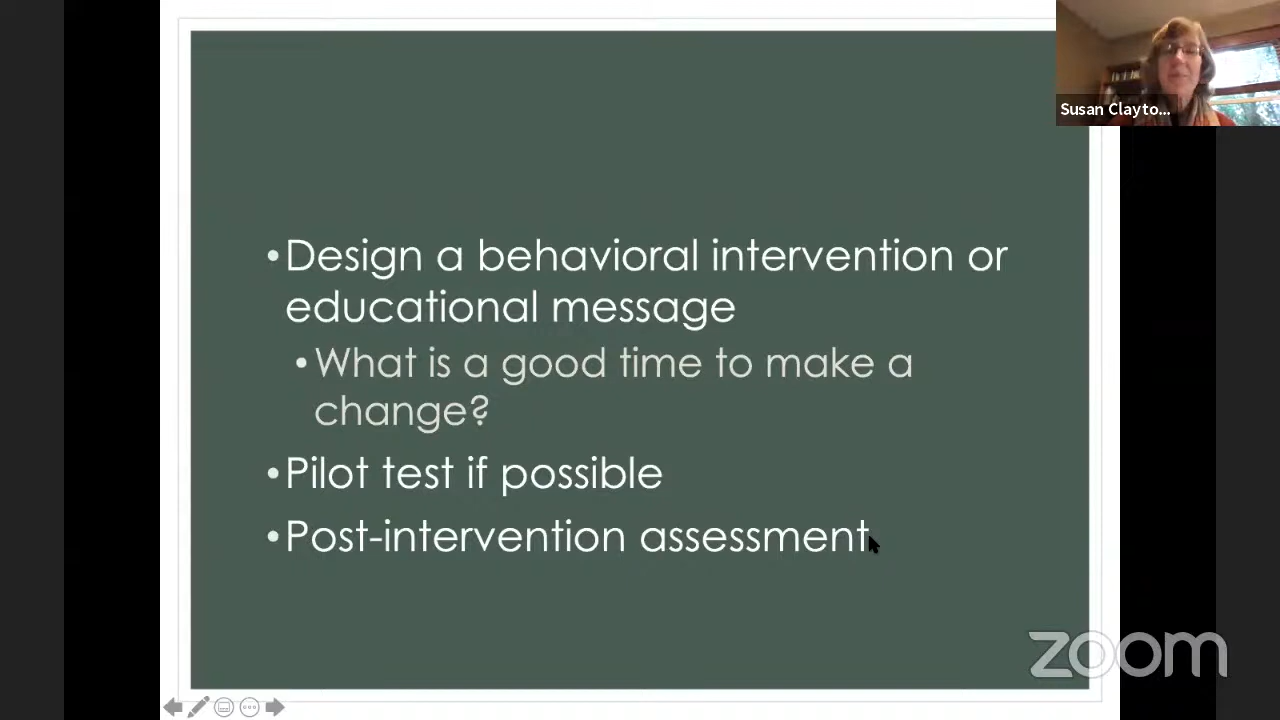 Susan Clayto...
•Design a behavioral intervention or
educational message
•What is a good time to make a
change?
•Pilot test if possible
•Post-intervention assessment
zoom